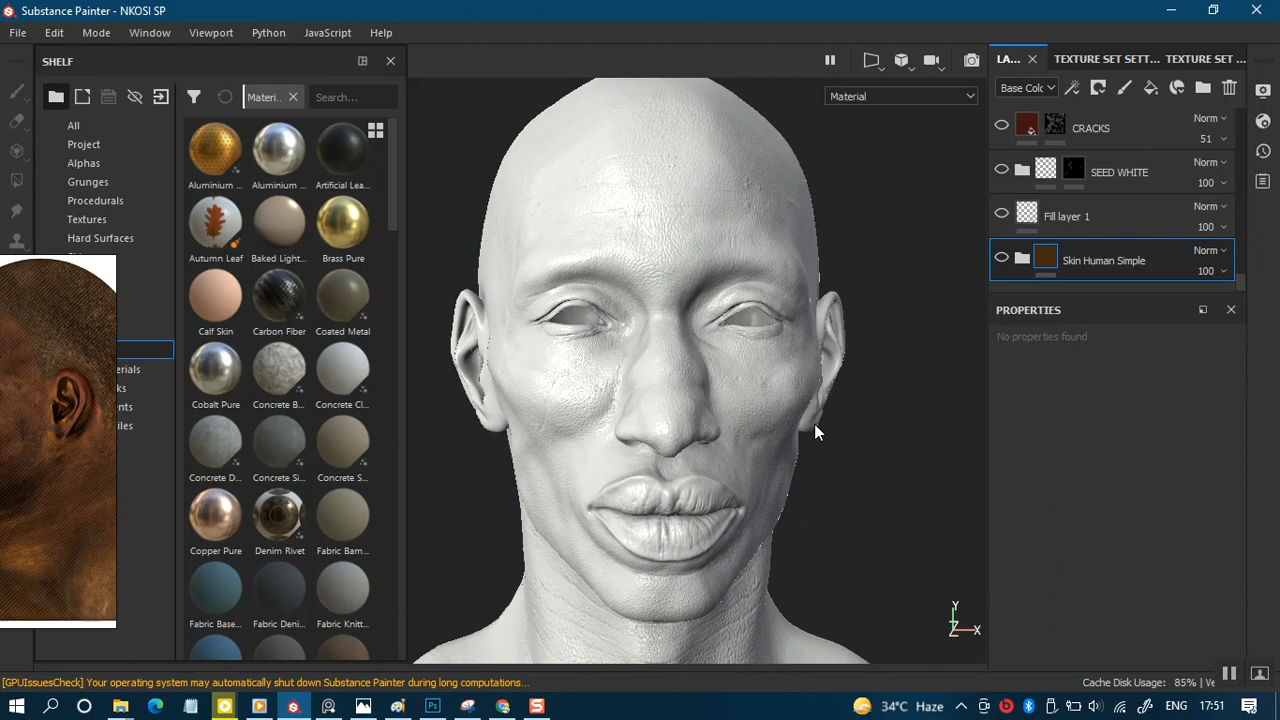 Substance Painter - NKOSI SP
File Edit Mode Window Viewport Python JavaScript Help
SHELF
Materi...
Search...
All
Project
Alphas
Grunges
Procedurals
Textures
Hard Surfaces
Aluminium ... Aluminium ... Artificial Lea...
Autumn Leaf Baked Light... Brass Pure
Calf Skin Carbon Fiber Coated Metal
Cobalt Pure Concrete B... Concrete Cl...
Concrete D... Concrete Si... Concrete S...
Copper Pure Denim Rivet Fabric Bam...
Fabric Base... Fabric Deni... Fabric Knitt...
Material
Y
Z X
LA... TEXTURE SET SETT... TEXTURE SET ...
Base Colo
CRACKS Norm 51
SEED WHITE Norm 100
Fill layer 1 Norm 100
Skin Human Simple Norm 100
PROPERTIES
No properties found
[GPUIssuesCheck] Your operating system may automatically shut down Substance Painter during long computations...
Cache Disk Usage: 85% | Ve
Ps
34°C Haze
17:51